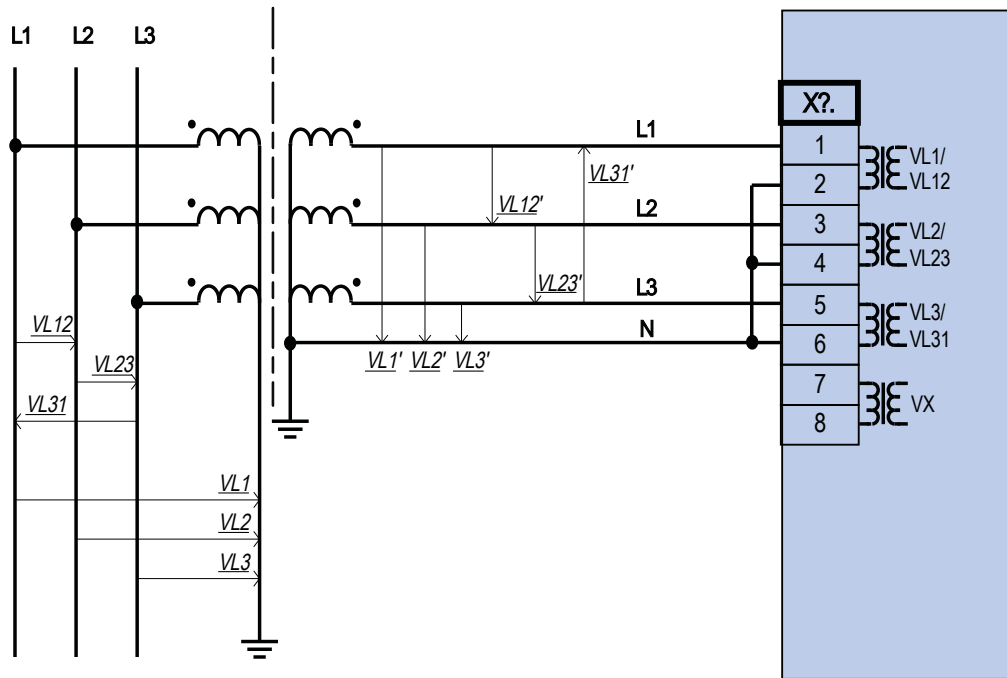 L1 L2 L3
X?.
L1
1
VL1/
VL12
2
VL31'
VL12'
L2
3
VL2/
VL23
4
VL23'
L3
5
VL3/
VL31
6
N
VL12
VL1' VL2' VL3'
VL23
7
VX
8
VL31
VL1
VL2
VL3